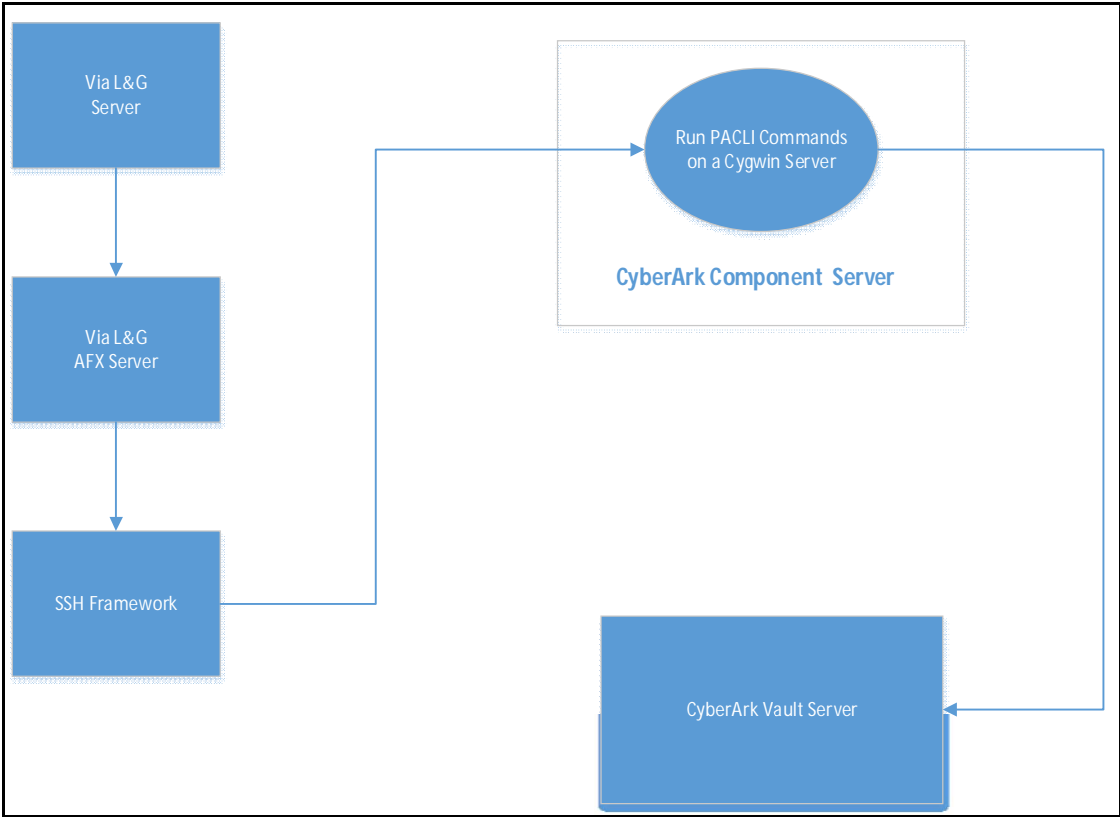 Via L&G
Server
Via L&G
AFX Server
SSH Framework
Run PACLI Commands
on a Cygwin Server
CyberArk Component Server
CyberArk Vault Server